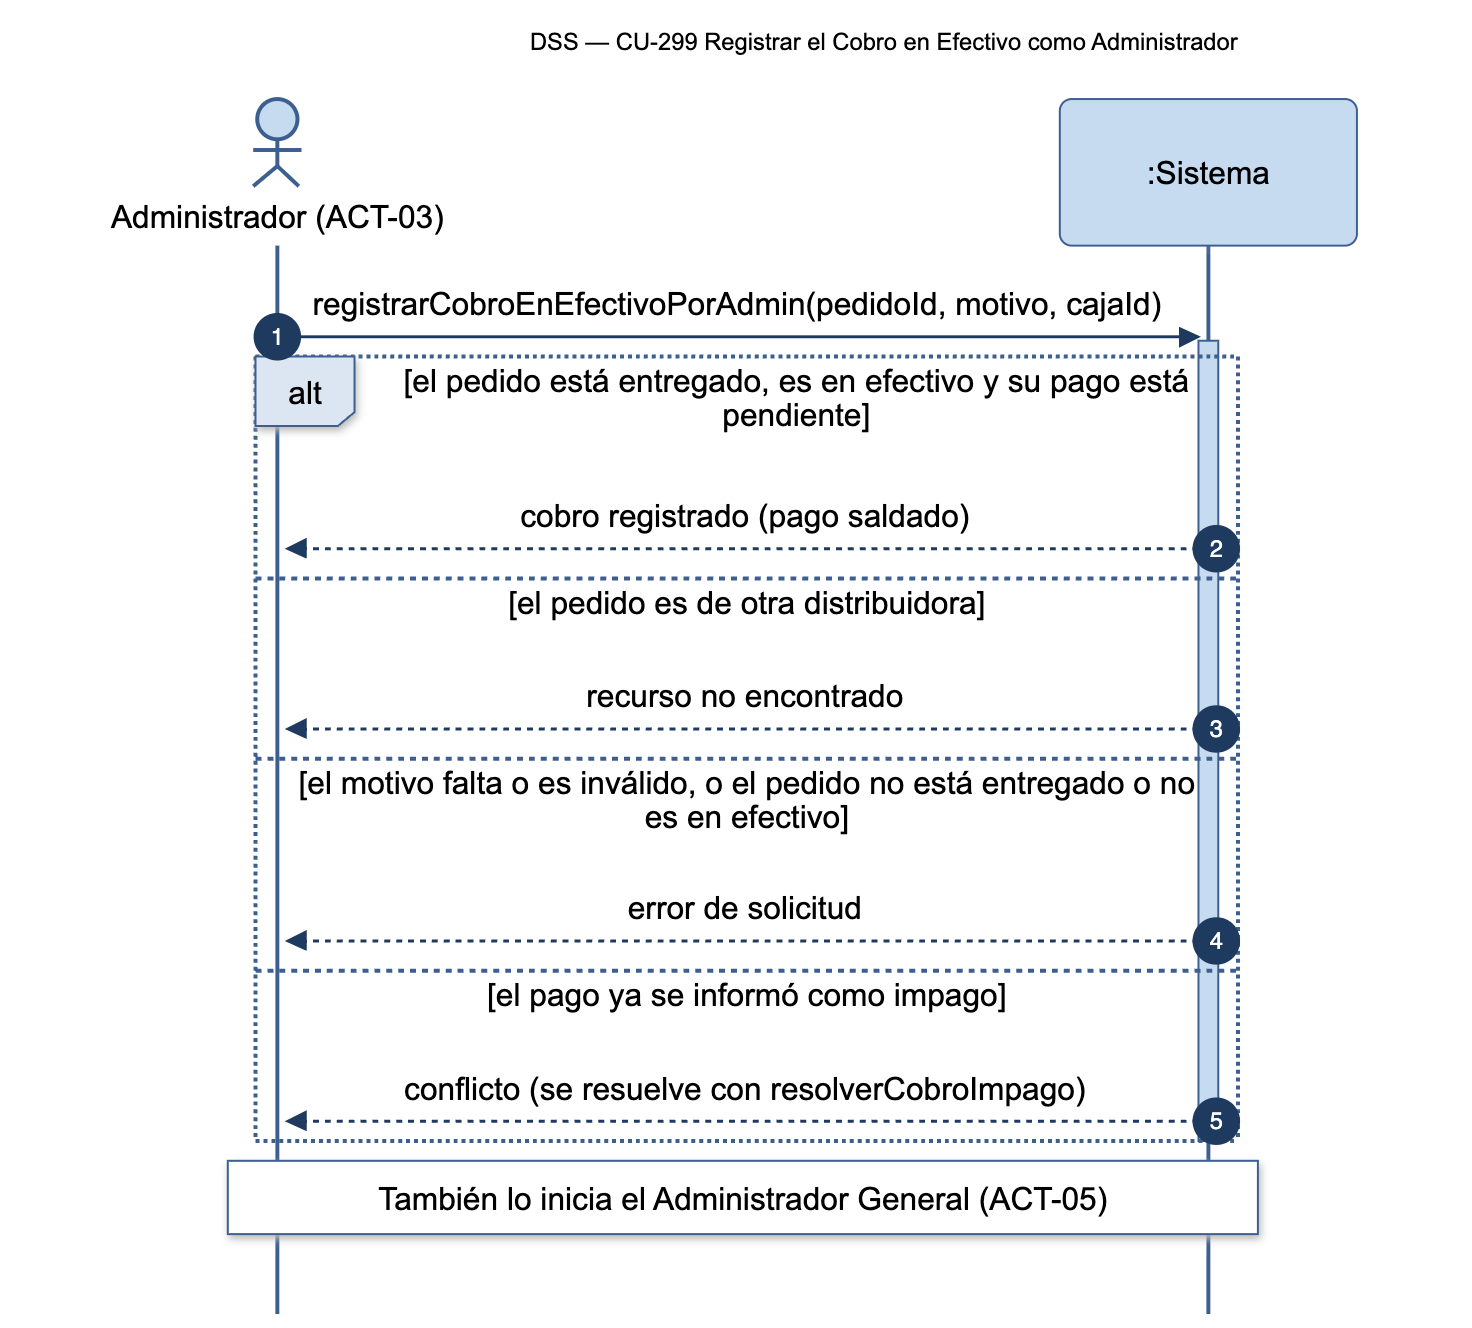 DSS — CU-299 Registrar el Cobro en Efectivo como Administrador
Administrador (ACT-03)
:Sistema
registrarCobroEnEfectivoPorAdmin(pedidoId, motivo, cajaId)
1
alt
[el pedido está entregado, es en efectivo y su pago está
pendiente]
cobro registrado (pago saldado)
2
[el pedido es de otra distribuidora]
recurso no encontrado
3
[el motivo falta o es inválido, o el pedido no está entregado o no
es en efectivo]
error de solicitud
4
[el pago ya se informó como impago]
conflicto (se resuelve con resolverCobroImpago)
5
También lo inicia el Administrador General (ACT-05)